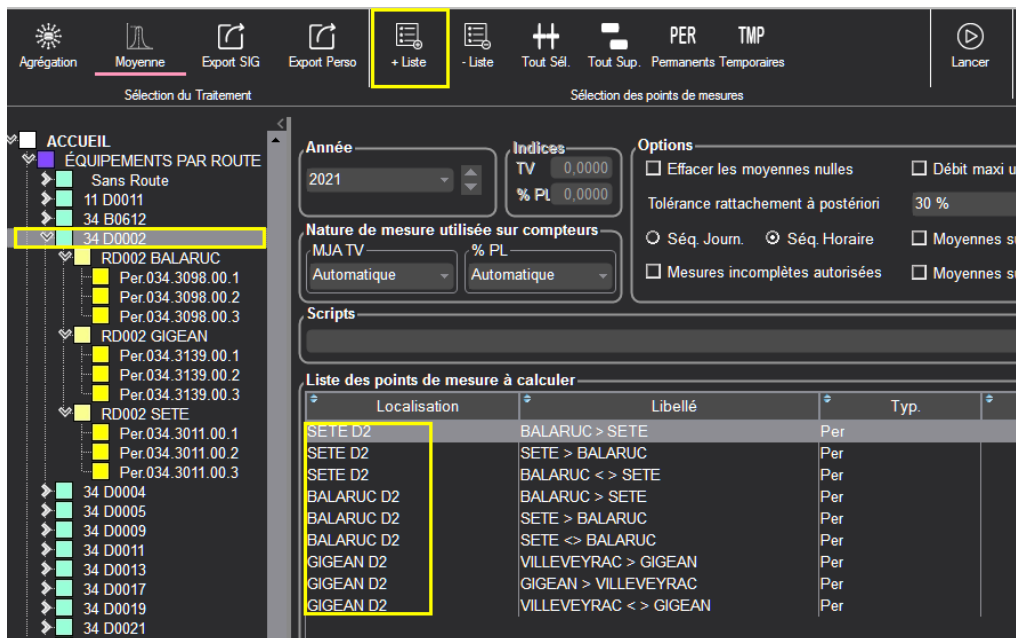 PER TMP
Agrégation Moyenne Export SIG Export Perso + Liste - Liste Tout Sél. Tout Sup. Permanents Temporaires Lancer
Sélection du Traitement Sélection des points de mesures
ACCUEIL
ÉQUIPEMENTS PAR ROUTE
Sans Route
11 D0011
34 B0612
34 D0002
RD002 BALARUC
Per.034.3098.00.1
Per.034.3098.00.2
Per.034.3098.00.3
RD002 GIGEAN
Per.034.3139.00.1
Per.034.3139.00.2
Per.034.3139.00.3
RD002 SETE
Per.034.3011.00.1
Per.034.3011.00.2
Per.034.3011.00.3
34 D0004
34 D0005
34 D0009
34 D0011
34 D0013
34 D0017
34 D0019
34 D0021
Année
2021
Indices
TV 0,0000
% PL 0,0000
Options
Effacer les moyennes nulles Débit maxi u
Tolérance rattachement à postériori 30 %
Séq. Journ. Séq. Horaire Moyennes su
Mesures incomplètes autorisées Moyennes su
Nature de mesure utilisée sur compteurs
MJA TV % PL
Automatique Automatique
Scripts
Liste des points de mesure à calculer
Localisation Libellé Typ.
SETE D2 BALARUC > SETE Per
SETE D2 SETE > BALARUC Per
SETE D2 BALARUC < > SETE Per
BALARUC D2 BALARUC > SETE Per
BALARUC D2 SETE > BALARUC Per
BALARUC D2 SETE <> BALARUC Per
GIGEAN D2 VILLEVEYRAC > GIGEAN Per
GIGEAN D2 GIGEAN > VILLEVEYRAC Per
GIGEAN D2 VILLEVEYRAC < > GIGEAN Per